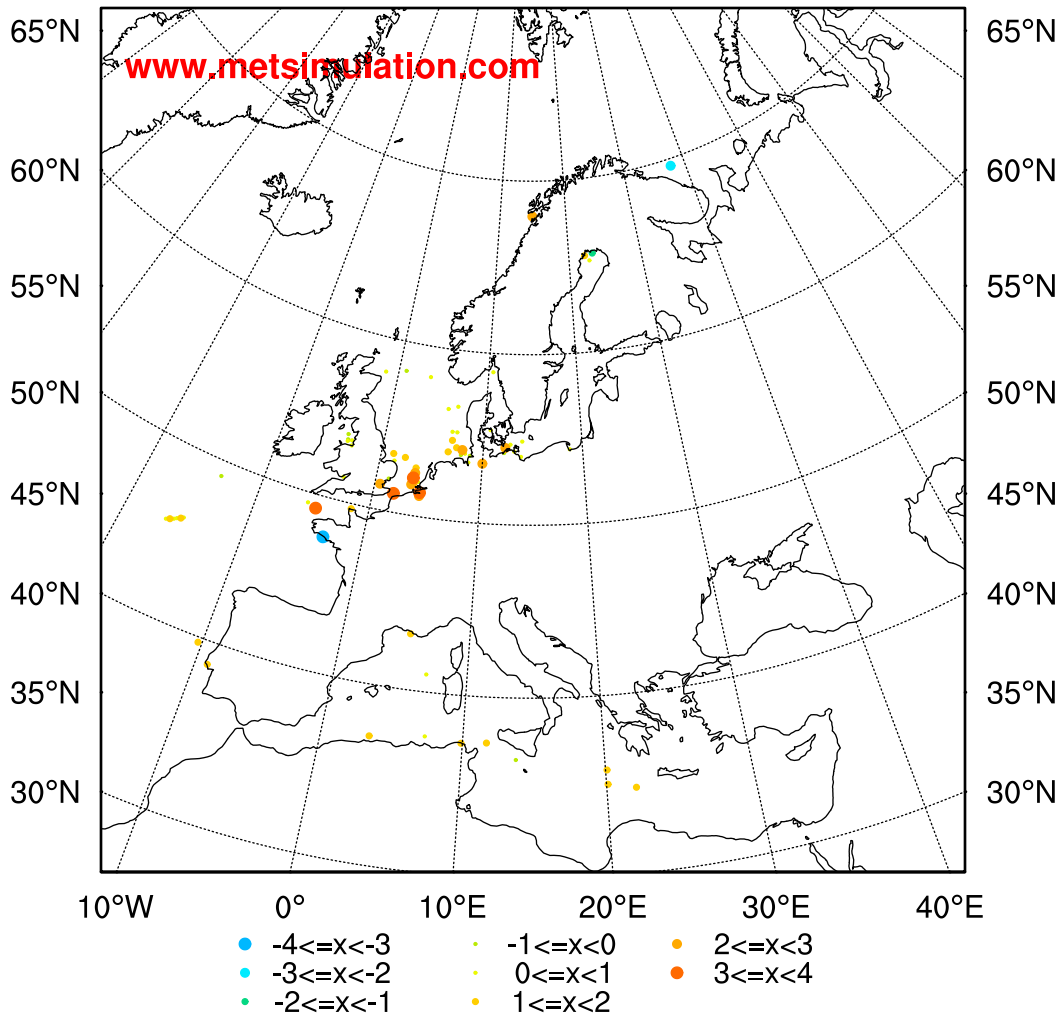 65°N 65°N
www.metsimulation.com
60°N 60°N
55°N 55°N
50°N 50°N
45°N 45°N
40°N 40°N
35°N 35°N
30°N 30°N
10°W 0° 10°E 20°E 30°E 40°E
-4<=x<-3 -1<=x<0 2<=x<3
-3<=x<-2 0<=x<1 3<=x<4
-2<=x<-1 1<=x<2